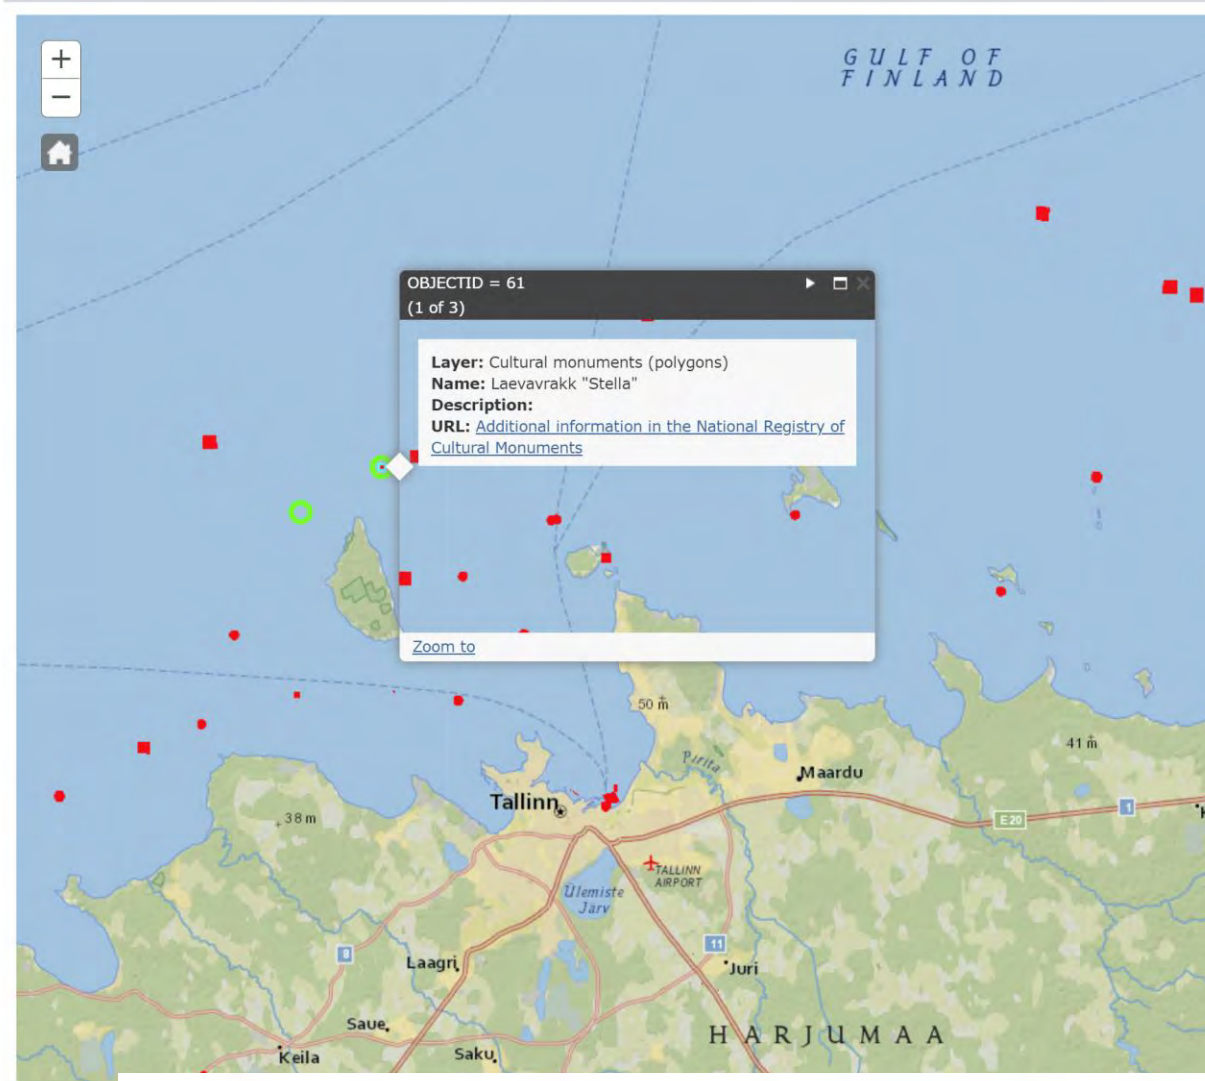 +
GULF OF
FINLAND
−
OBJECTID = 61
(1 of 3)
Layer: Cultural monuments (polygons)
Name: Laevavrakk "Stella"
Description:
URL: Additional information in the National Registry of
Cultural Monuments
Zoom to
50 m
41 m
Pirita
Maardu
Tallinn
1
38 m
E20
TALLINN
AIRPORT
Ülemiste
Järv
11
8
Laagri
Juri
Saue
HARJUMAA
Keila
Saku